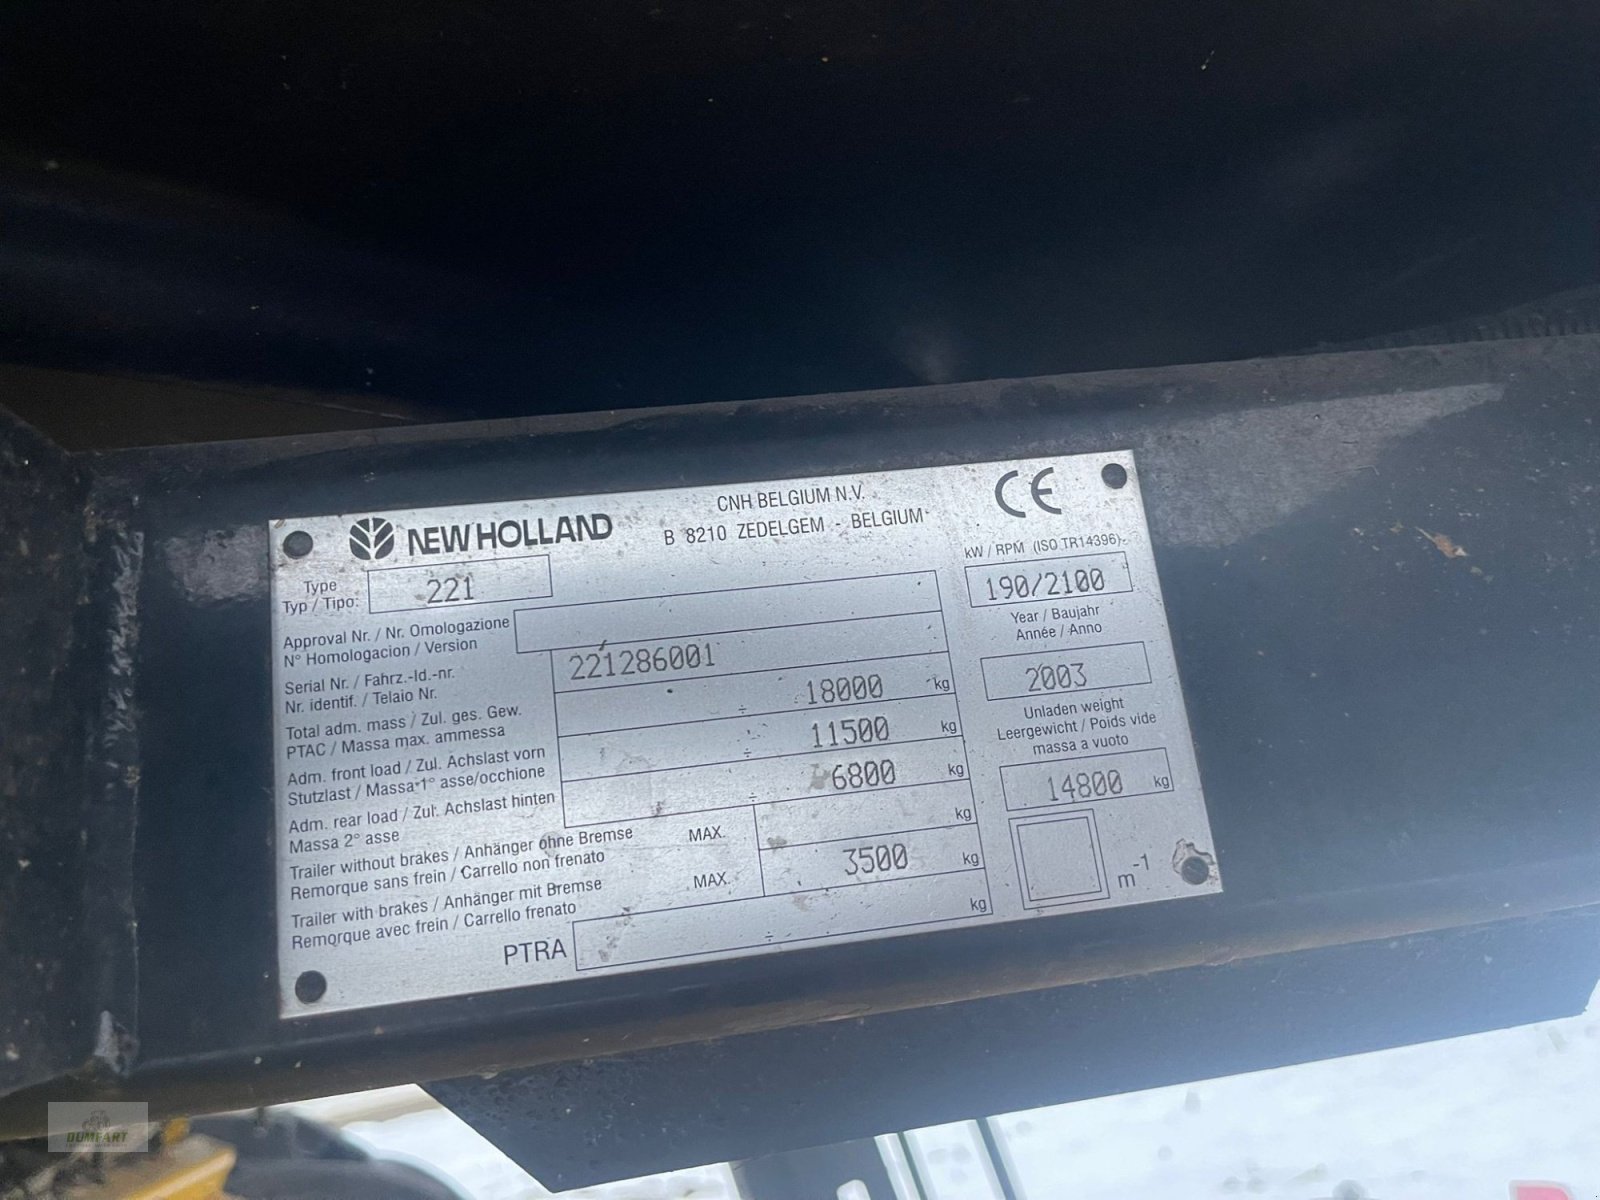 NEW HOLLAND
CNH BELGIUM N.V.
B 8210 ZEDELGEM - BELGIUM
CE
Type
Typ / Tipo:
221
kW / RPM (ISO TR14396)
190/2100
Approval Nr. / Nr. Omologazione
N° Homologacion / Version
Year / Baujahr
Année / Anno
2003
Serial Nr. / Fahrz.-Id.-nr.
Nr. identif. / Telaio Nr.
221286001
Total adm. mass / Zul. ges. Gew.
PTAC / Massa max. ammessa
÷ 18000 kg
Adm. front load / Zul. Achslast vorn
Stutzlast / Massa 1° asse/occhione
÷ 11500 kg
Adm. rear load / Zul. Achslast hinten
Massa 2° asse
÷ 6800 kg
Unladen weight
Leergewicht / Poids vide
massa a vuoto
14800 kg
Trailer without brakes / Anhänger ohne Bremse
Remorque sans frein / Carrello non frenato
MAX. kg
Trailer with brakes / Anhänger mit Bremse
Remorque avec frein / Carrello frenato
MAX. 3500 kg
PTRA ÷ kg
m-1
DUMFART